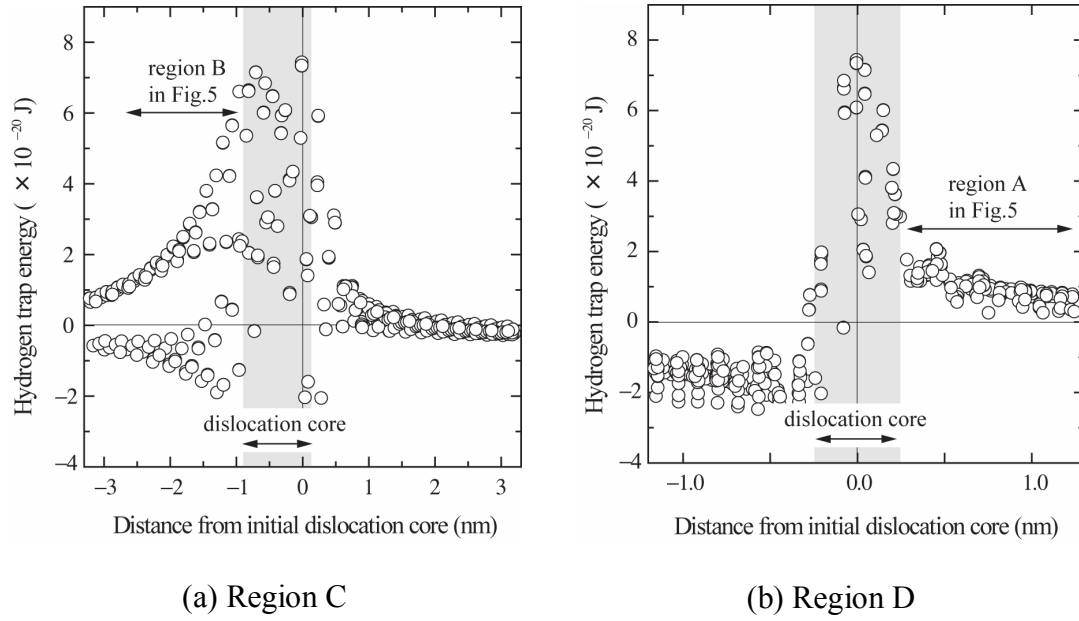 Hydrogen trap energy ( × 10 −20 J)
8
6
4
2
0
−2
−4
region B
in Fig.5
dislocation core
−3
−2
−1
0
1
2
3
Distance from initial dislocation core (nm)
(a) Region C
Hydrogen trap energy ( × 10 −20 J)
8
6
4
2
0
−2
−4
region A
in Fig.5
dislocation core
−1.0
0.0
1.0
Distance from initial dislocation core (nm)
(b) Region D